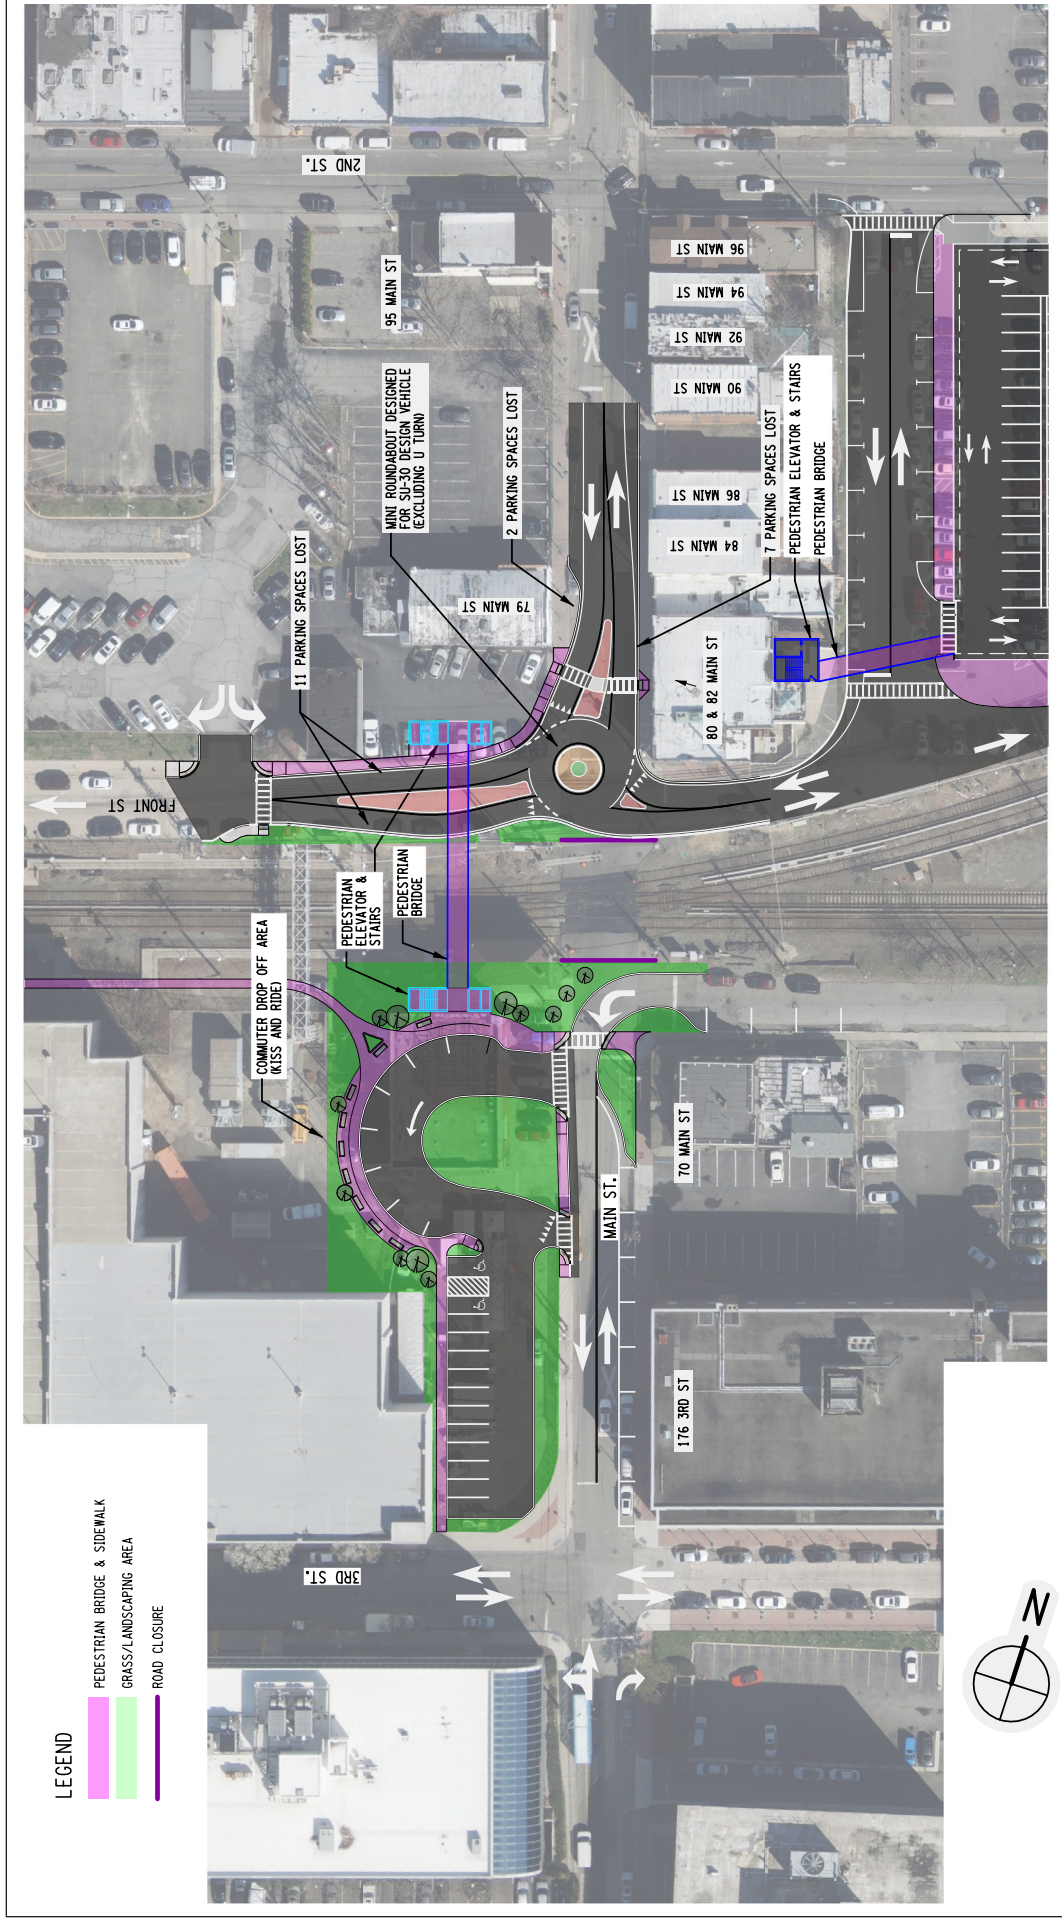 2ND ST.
95 MAIN ST
96 MAIN ST
94 MAIN ST
92 MAIN ST
90 MAIN ST
86 MAIN ST
84 MAIN ST
79 MAIN ST
80 & 82 MAIN ST
MINI ROUNDABOUT DESIGNED
FOR SU-30 DESIGN VEHICLE
(EXCLUDING U TURN)
2 PARKING SPACES LOST
7 PARKING SPACES LOST
PEDESTRIAN ELEVATOR & STAIRS
PEDESTRIAN BRIDGE
11 PARKING SPACES LOST
FRONT ST
PEDESTRIAN
ELEVATOR &
STAIRS
PEDESTRIAN
BRIDGE
COMMUTER DROP OFF AREA
(KISS AND RIDE)
70 MAIN ST
MAIN ST.
176 3RD ST
3RD ST.
LEGEND
PEDESTRIAN BRIDGE & SIDEWALK
GRASS/LANDSCAPING AREA
ROAD CLOSURE
N